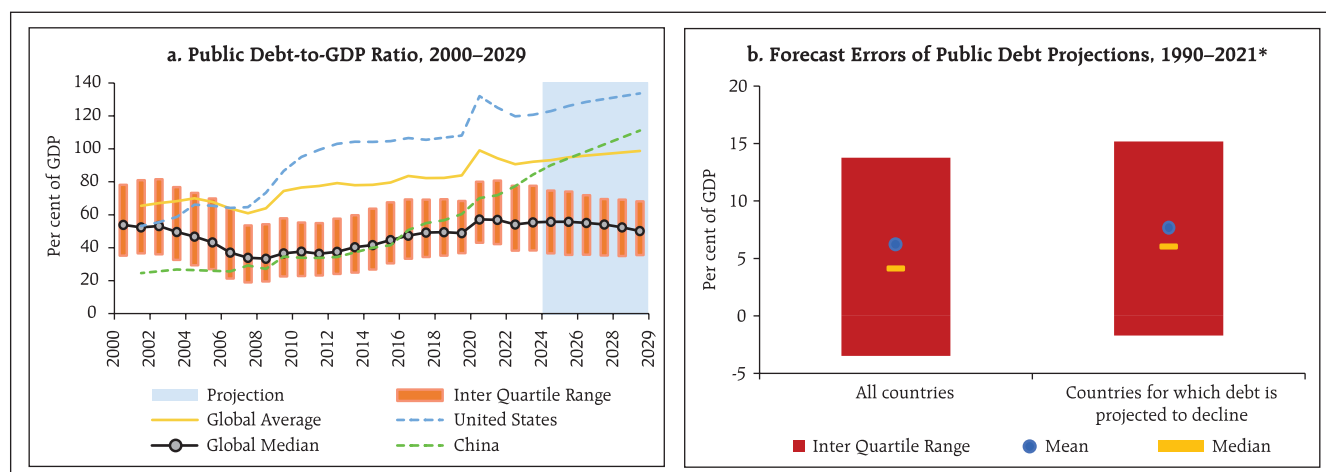 a. Public Debt-to-GDP Ratio, 2000–2029
Per cent of GDP
140
120
100
80
60
40
20
0
2000
2002
2004
2006
2008
2010
2012
2014
2016
2018
2020
2022
2024
2026
2028
2029
Projection
Inter Quartile Range
Global Average
United States
Global Median
China
b. Forecast Errors of Public Debt Projections, 1990–2021*
Per cent of GDP
20
15
10
5
0
-5
All countries
Countries for which debt is
projected to decline
Inter Quartile Range
Mean
Median